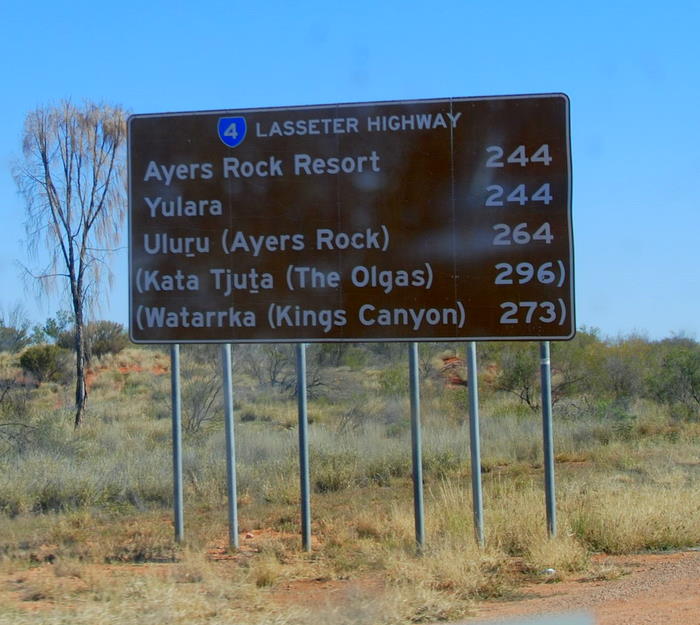 4 LASSETER HIGHWAY
Ayers Rock Resort 244
Yulara 244
Uluṟu (Ayers Rock) 264
(Kata Tjuṯa (The Olgas) 296)
(Watarrka (Kings Canyon) 273)